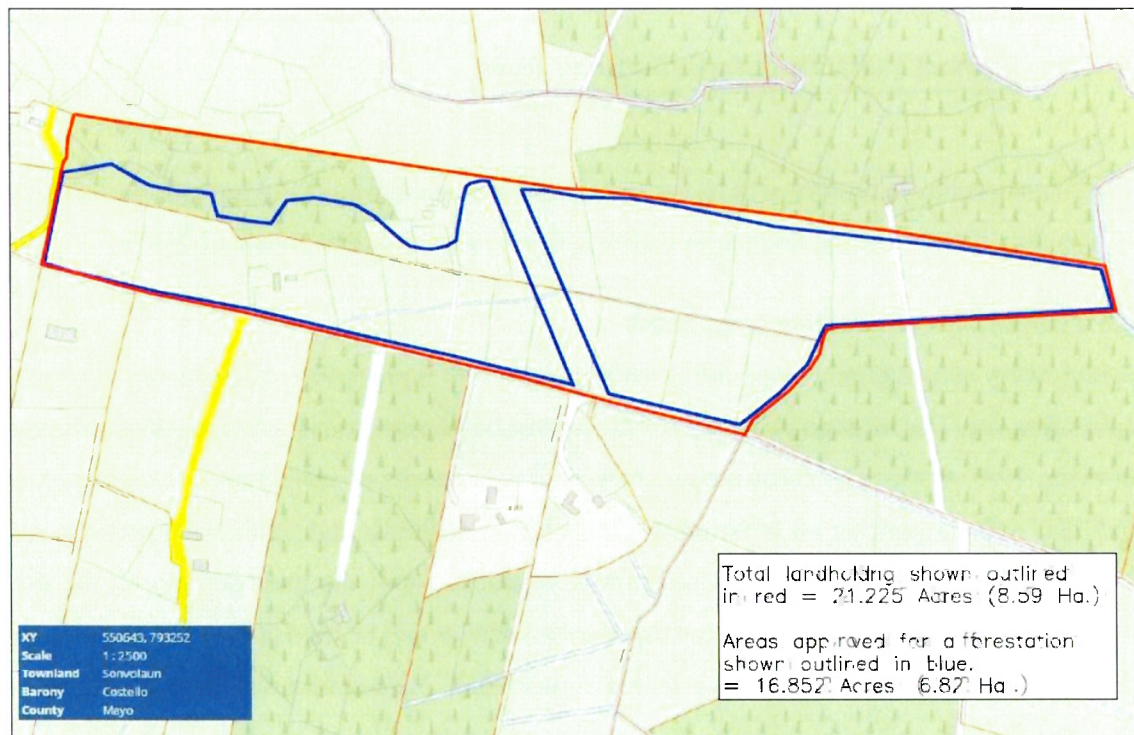 Total landholding shown outlined
in red = 21.225 Acres (8.59 Ha.)
Areas approved for afforestation
shown outlined in blue.
= 16.852 Acres (6.82 Ha.)
XY 550643, 793252
Scale 1:2500
Townland Sonvolaun
Barony Costello
County Mayo